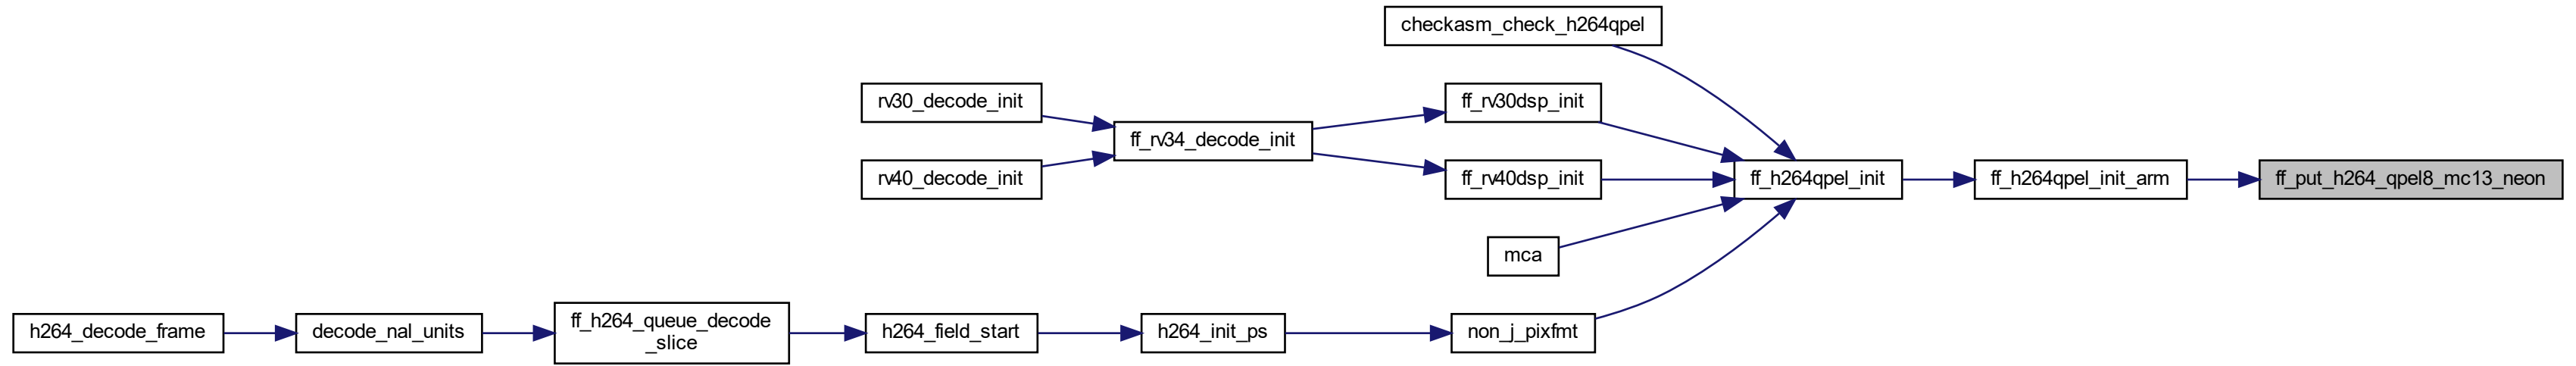 checkasm_check_h264qpel
rv30_decode_init
ff_rv30dsp_init
ff_rv34_decode_init
rv40_decode_init
ff_rv40dsp_init
ff_h264qpel_init
ff_h264qpel_init_arm
ff_put_h264_qpel8_mc13_neon
mca
h264_decode_frame
decode_nal_units
ff_h264_queue_decode
_slice
h264_field_start
h264_init_ps
non_j_pixfmt